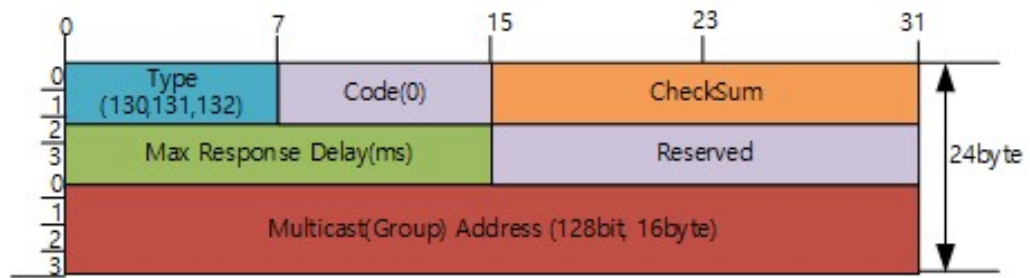 0 7 15 23 31
0 Type Code(0) CheckSum
1 (130,131,132)
2
3 Max Response Delay(ms) Reserved 24byte
0
1
2 Multicast(Group) Address (128bit, 16byte)
3